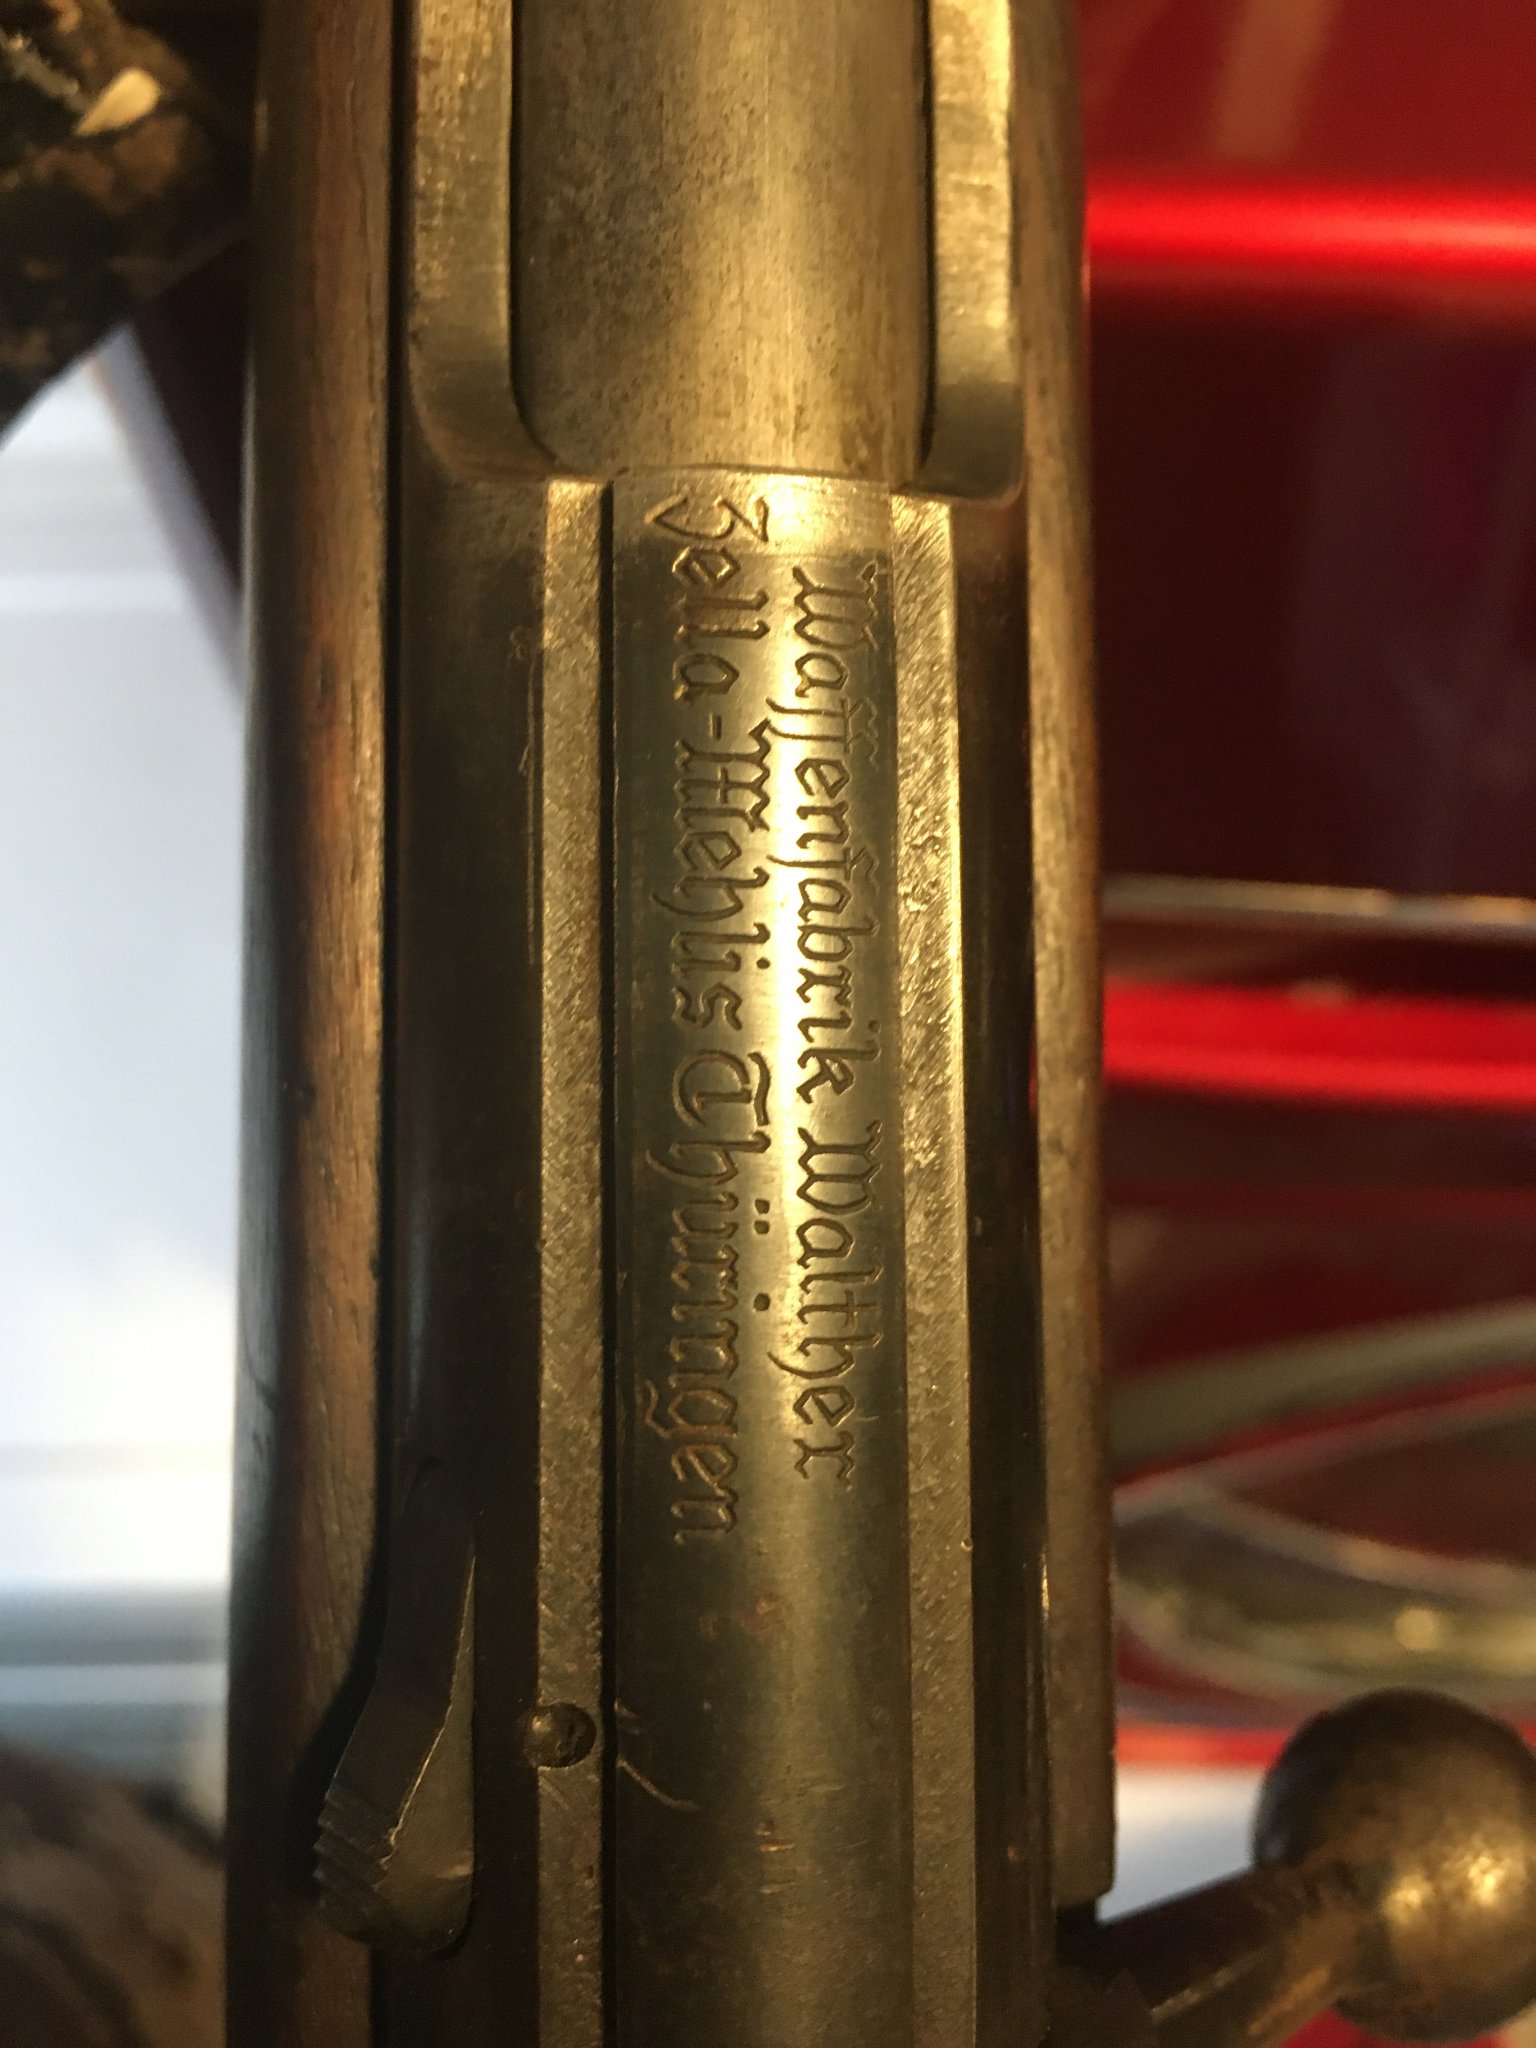 Waffenfabrik Walther
Zella-Mehlis Thüringen